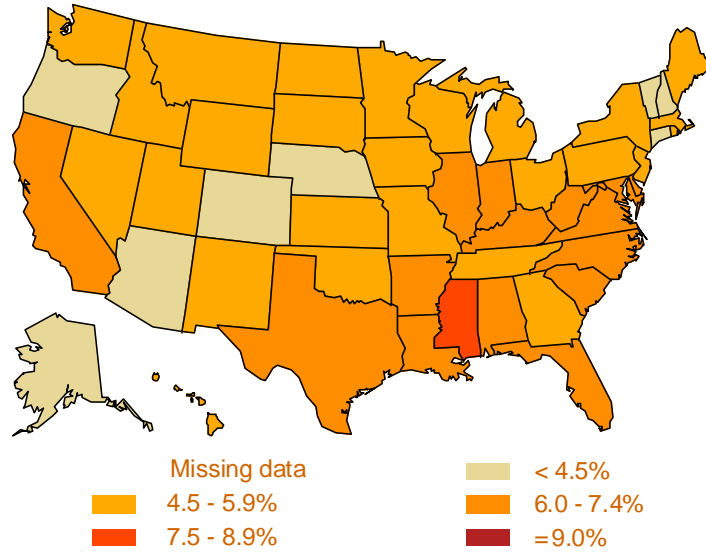 Missing data
< 4.5%
4.5 - 5.9%
6.0 - 7.4%
7.5 - 8.9%
=9.0%